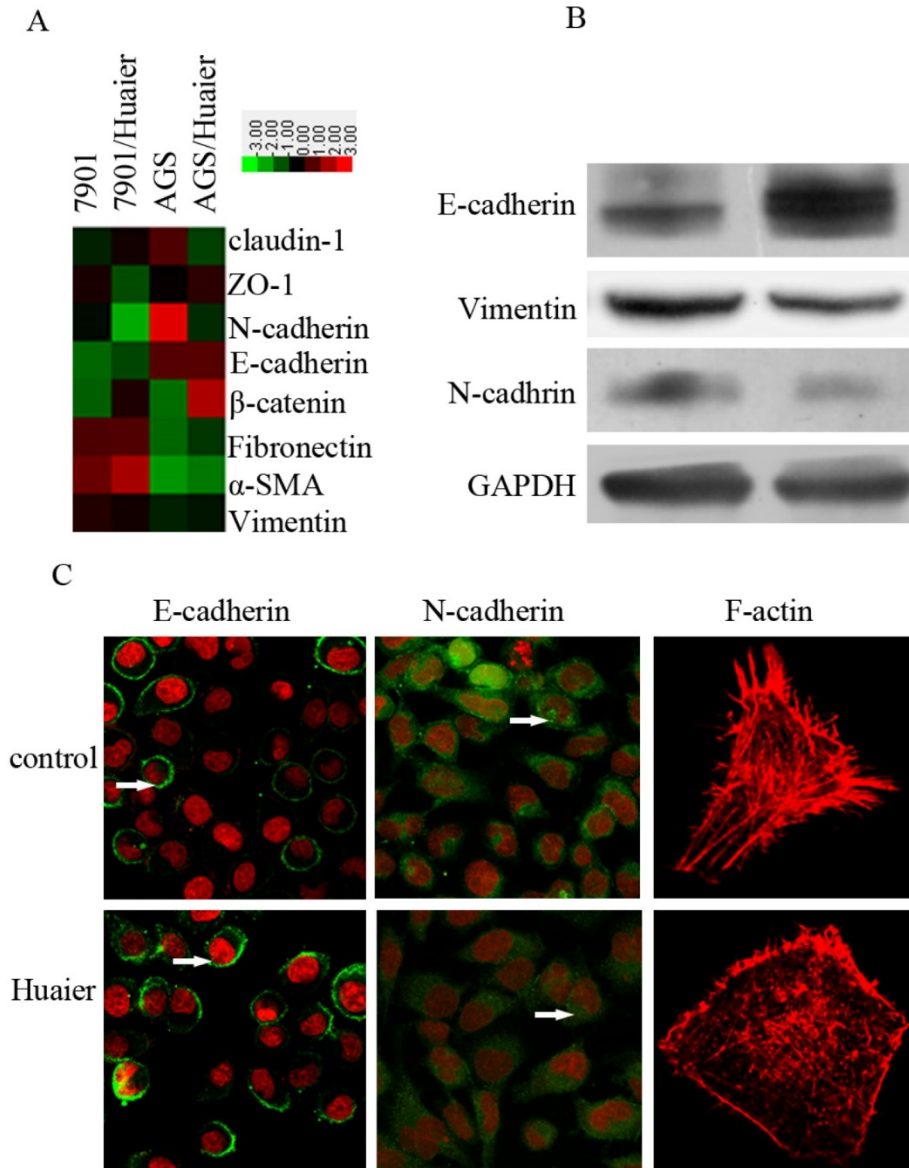 A
B
7901
7901/Huaier
AGS
AGS/Huaier
-3.00
-2.00
-1.00
0.00
1.00
2.00
3.00
claudin-1
ZO-1
N-cadherin
E-cadherin
β-catenin
Fibronectin
α-SMA
Vimentin
E-cadherin
Vimentin
N-cadhrin
GAPDH
C
E-cadherin
N-cadherin
F-actin
control
Huaier